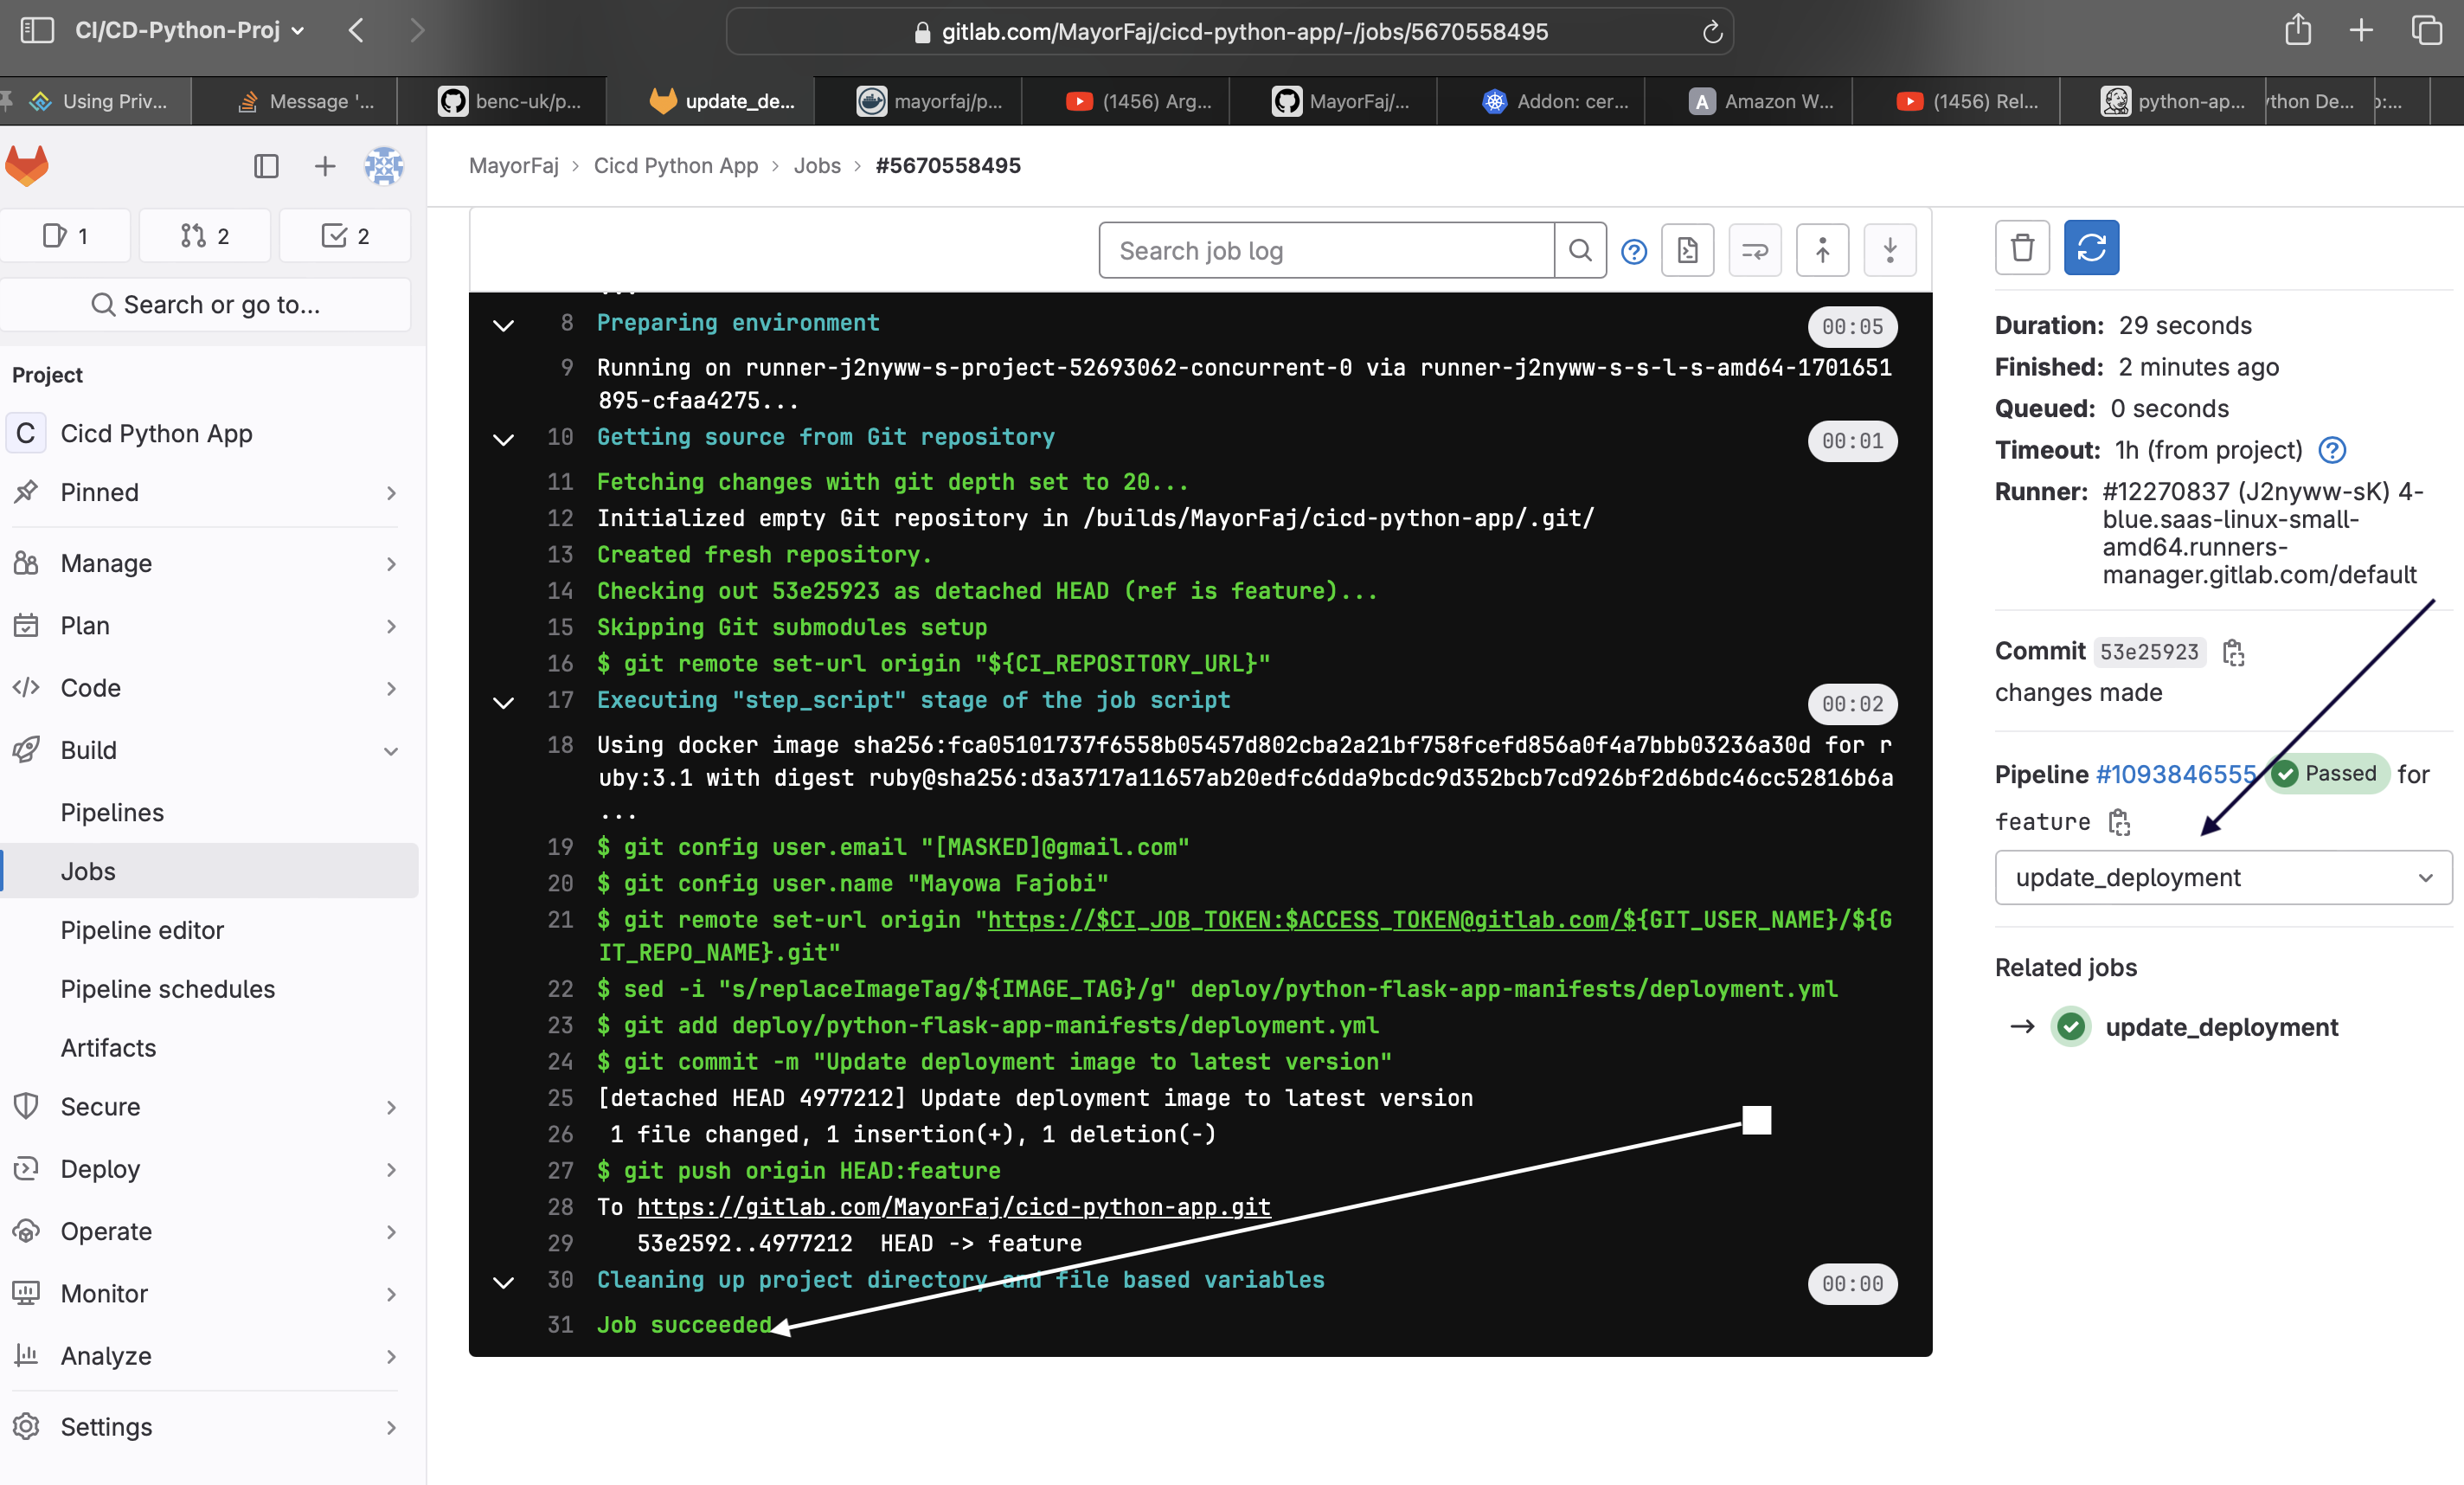 CI/CD-Python-Proj
gitlab.com/MayorFaj/cicd-python-app/-/jobs/5670558495
Using Priv...
Message '...
benc-uk/p...
update_de...
mayorfaj/p...
(1456) Arg...
MayorFaj/...
Addon: cer...
Amazon W...
(1456) Rel...
python-ap...
ython De...
MayorFaj > Cicd Python App > Jobs > #5670558495
1
2
2
Search or go to...
Project
C Cicd Python App
Pinned
Manage
Plan
Code
Build
Pipelines
Jobs
Pipeline editor
Pipeline schedules
Artifacts
Secure
Deploy
Operate
Monitor
Analyze
Settings
Search job log
8 Preparing environment 00:05
9 Running on runner-j2nyww-s-project-52693062-concurrent-0 via runner-j2nyww-s-s-l-s-amd64-1701651
895-cfaa4275...
10 Getting source from Git repository 00:01
11 Fetching changes with git depth set to 20...
12 Initialized empty Git repository in /builds/MayorFaj/cicd-python-app/.git/
13 Created fresh repository.
14 Checking out 53e25923 as detached HEAD (ref is feature)...
15 Skipping Git submodules setup
16 $ git remote set-url origin "${CI_REPOSITORY_URL}"
17 Executing "step_script" stage of the job script 00:02
18 Using docker image sha256:fca05101737f6558b05457d802cba2a21bf758fcefd856a0f4a7bbb03236a30d for r
uby:3.1 with digest ruby@sha256:d3a3717a11657ab20edfc6dda9bcdc9d352bcb7cd926bf2d6bdc46cc52816b6a
...
19 $ git config user.email "[MASKED]@gmail.com"
20 $ git config user.name "Mayowa Fajobi"
21 $ git remote set-url origin "https://$CI_JOB_TOKEN:$ACCESS_TOKEN@gitlab.com/${GIT_USER_NAME}/${G
IT_REPO_NAME}.git"
22 $ sed -i "s/replaceImageTag/${IMAGE_TAG}/g" deploy/python-flask-app-manifests/deployment.yml
23 $ git add deploy/python-flask-app-manifests/deployment.yml
24 $ git commit -m "Update deployment image to latest version"
25 [detached HEAD 4977212] Update deployment image to latest version
26 1 file changed, 1 insertion(+), 1 deletion(-)
27 $ git push origin HEAD:feature
28 To https://gitlab.com/MayorFaj/cicd-python-app.git
29 53e2592..4977212 HEAD -> feature
30 Cleaning up project directory and file based variables 00:00
31 Job succeeded
Duration: 29 seconds
Finished: 2 minutes ago
Queued: 0 seconds
Timeout: 1h (from project)
Runner: #12270837 (J2nyww-sK) 4-
blue.saas-linux-small-
amd64.runners-
manager.gitlab.com/default
Commit 53e25923
changes made
Pipeline #1093846555 Passed for
feature
update_deployment
Related jobs
→ update_deployment